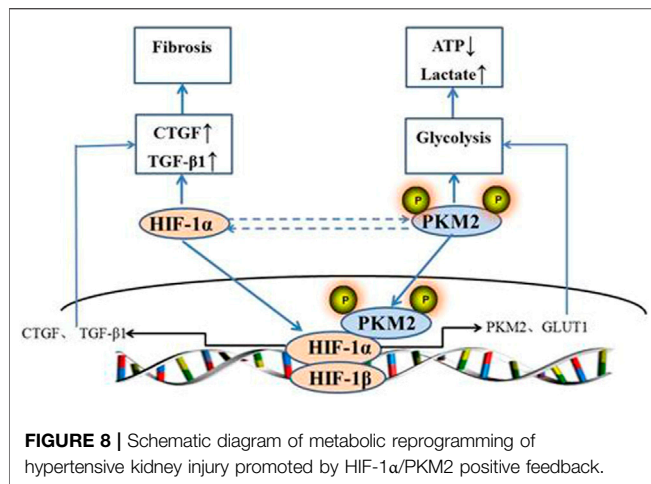 Fibrosis
ATP↓
Lactate↑
CTGF↑
TGF-β1↑
Glycolysis
P
P
HIF-1α
PKM2
P
P
PKM2
CTGF、TGF-β1
PKM2、GLUT1
HIF-1α
HIF-1β
FIGURE 8 | Schematic diagram of metabolic reprogramming of
hypertensive kidney injury promoted by HIF-1α/PKM2 positive feedback.